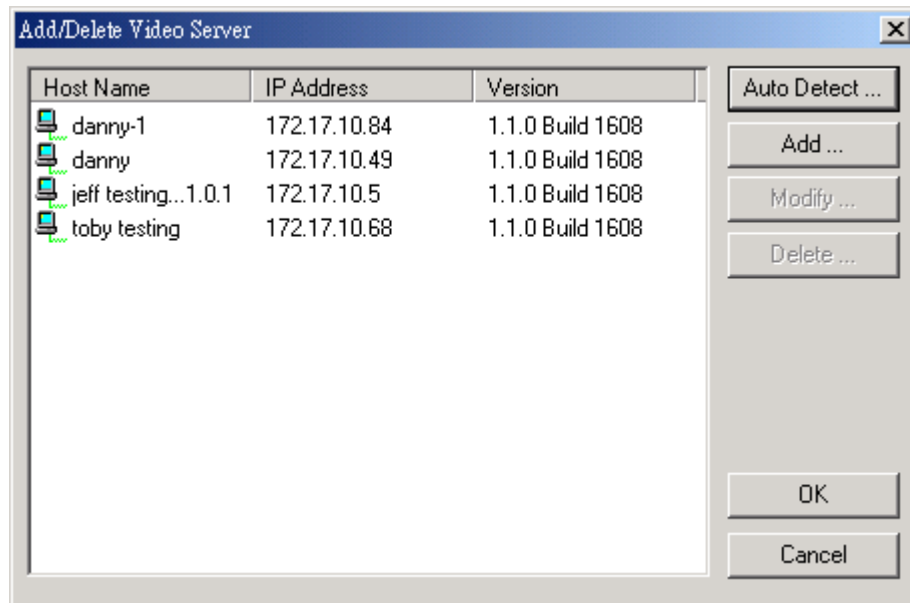 Add/Delete Video Server
Host Name IP Address Version
danny-1 172.17.10.84 1.1.0 Build 1608
danny 172.17.10.49 1.1.0 Build 1608
jeff testing...1.0.1 172.17.10.5 1.1.0 Build 1608
toby testing 172.17.10.68 1.1.0 Build 1608
Auto Detect ...
Add ...
Modify ...
Delete ...
OK
Cancel